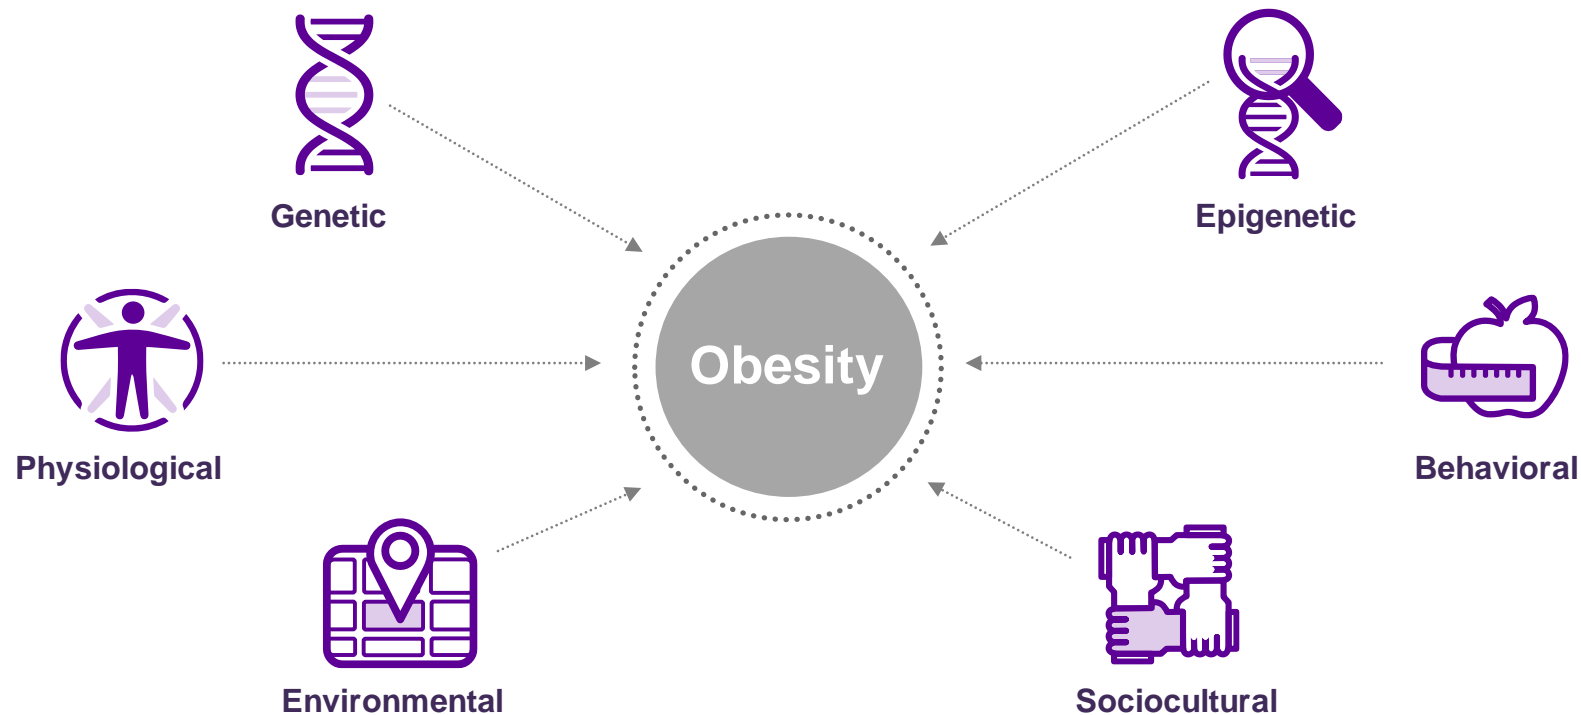 Genetic
Epigenetic
Obesity
Physiological
Behavioral
Environmental
Sociocultural